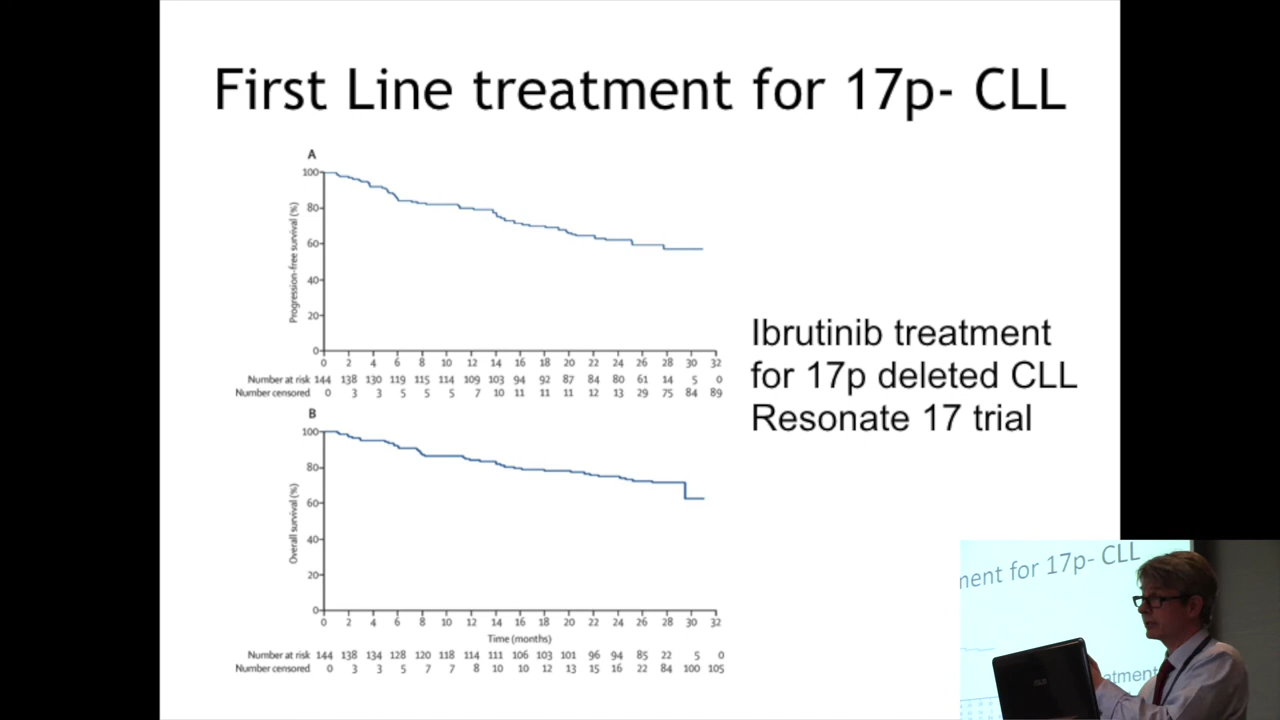 First Line treatment for 17p- CLL
A
100
80
60
40
20
0
Progression-free survival (%)
0 2 4 6 8 10 12 14 16 18 20 22 24 26 28 30 32
Number at risk 144 138 130 119 115 114 109 103 94 92 87 84 80 61 14 5 0
Number censored 0 3 3 5 5 5 7 10 11 11 11 12 13 29 75 84 89
B
100
80
60
40
20
0
Overall survival (%)
0 2 4 6 8 10 12 14 16 18 20 22 24 26 28 30 32
Time (months)
Number at risk 144 138 134 128 120 118 114 111 106 103 101 96 94 85 22 5 0
Number censored 0 3 3 5 7 7 8 10 10 12 13 15 16 22 84 100 105
Ibrutinib treatment
for 17p deleted CLL
Resonate 17 trial
ment for 17p- CLL
atment
ASUS